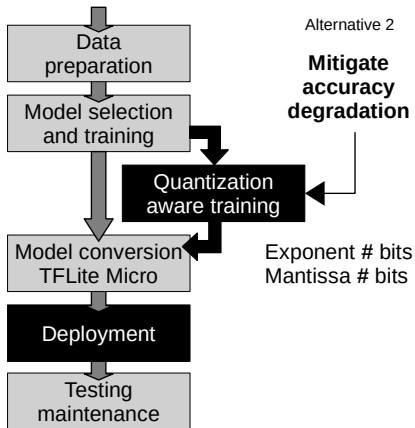 Data
preparation
Alternative 2
Mitigate
accuracy
degradation
Model selection
and training
Quantization
aware training
Model conversion
TFLite Micro
Exponent # bits
Mantissa # bits
Deployment
Testing
maintenance